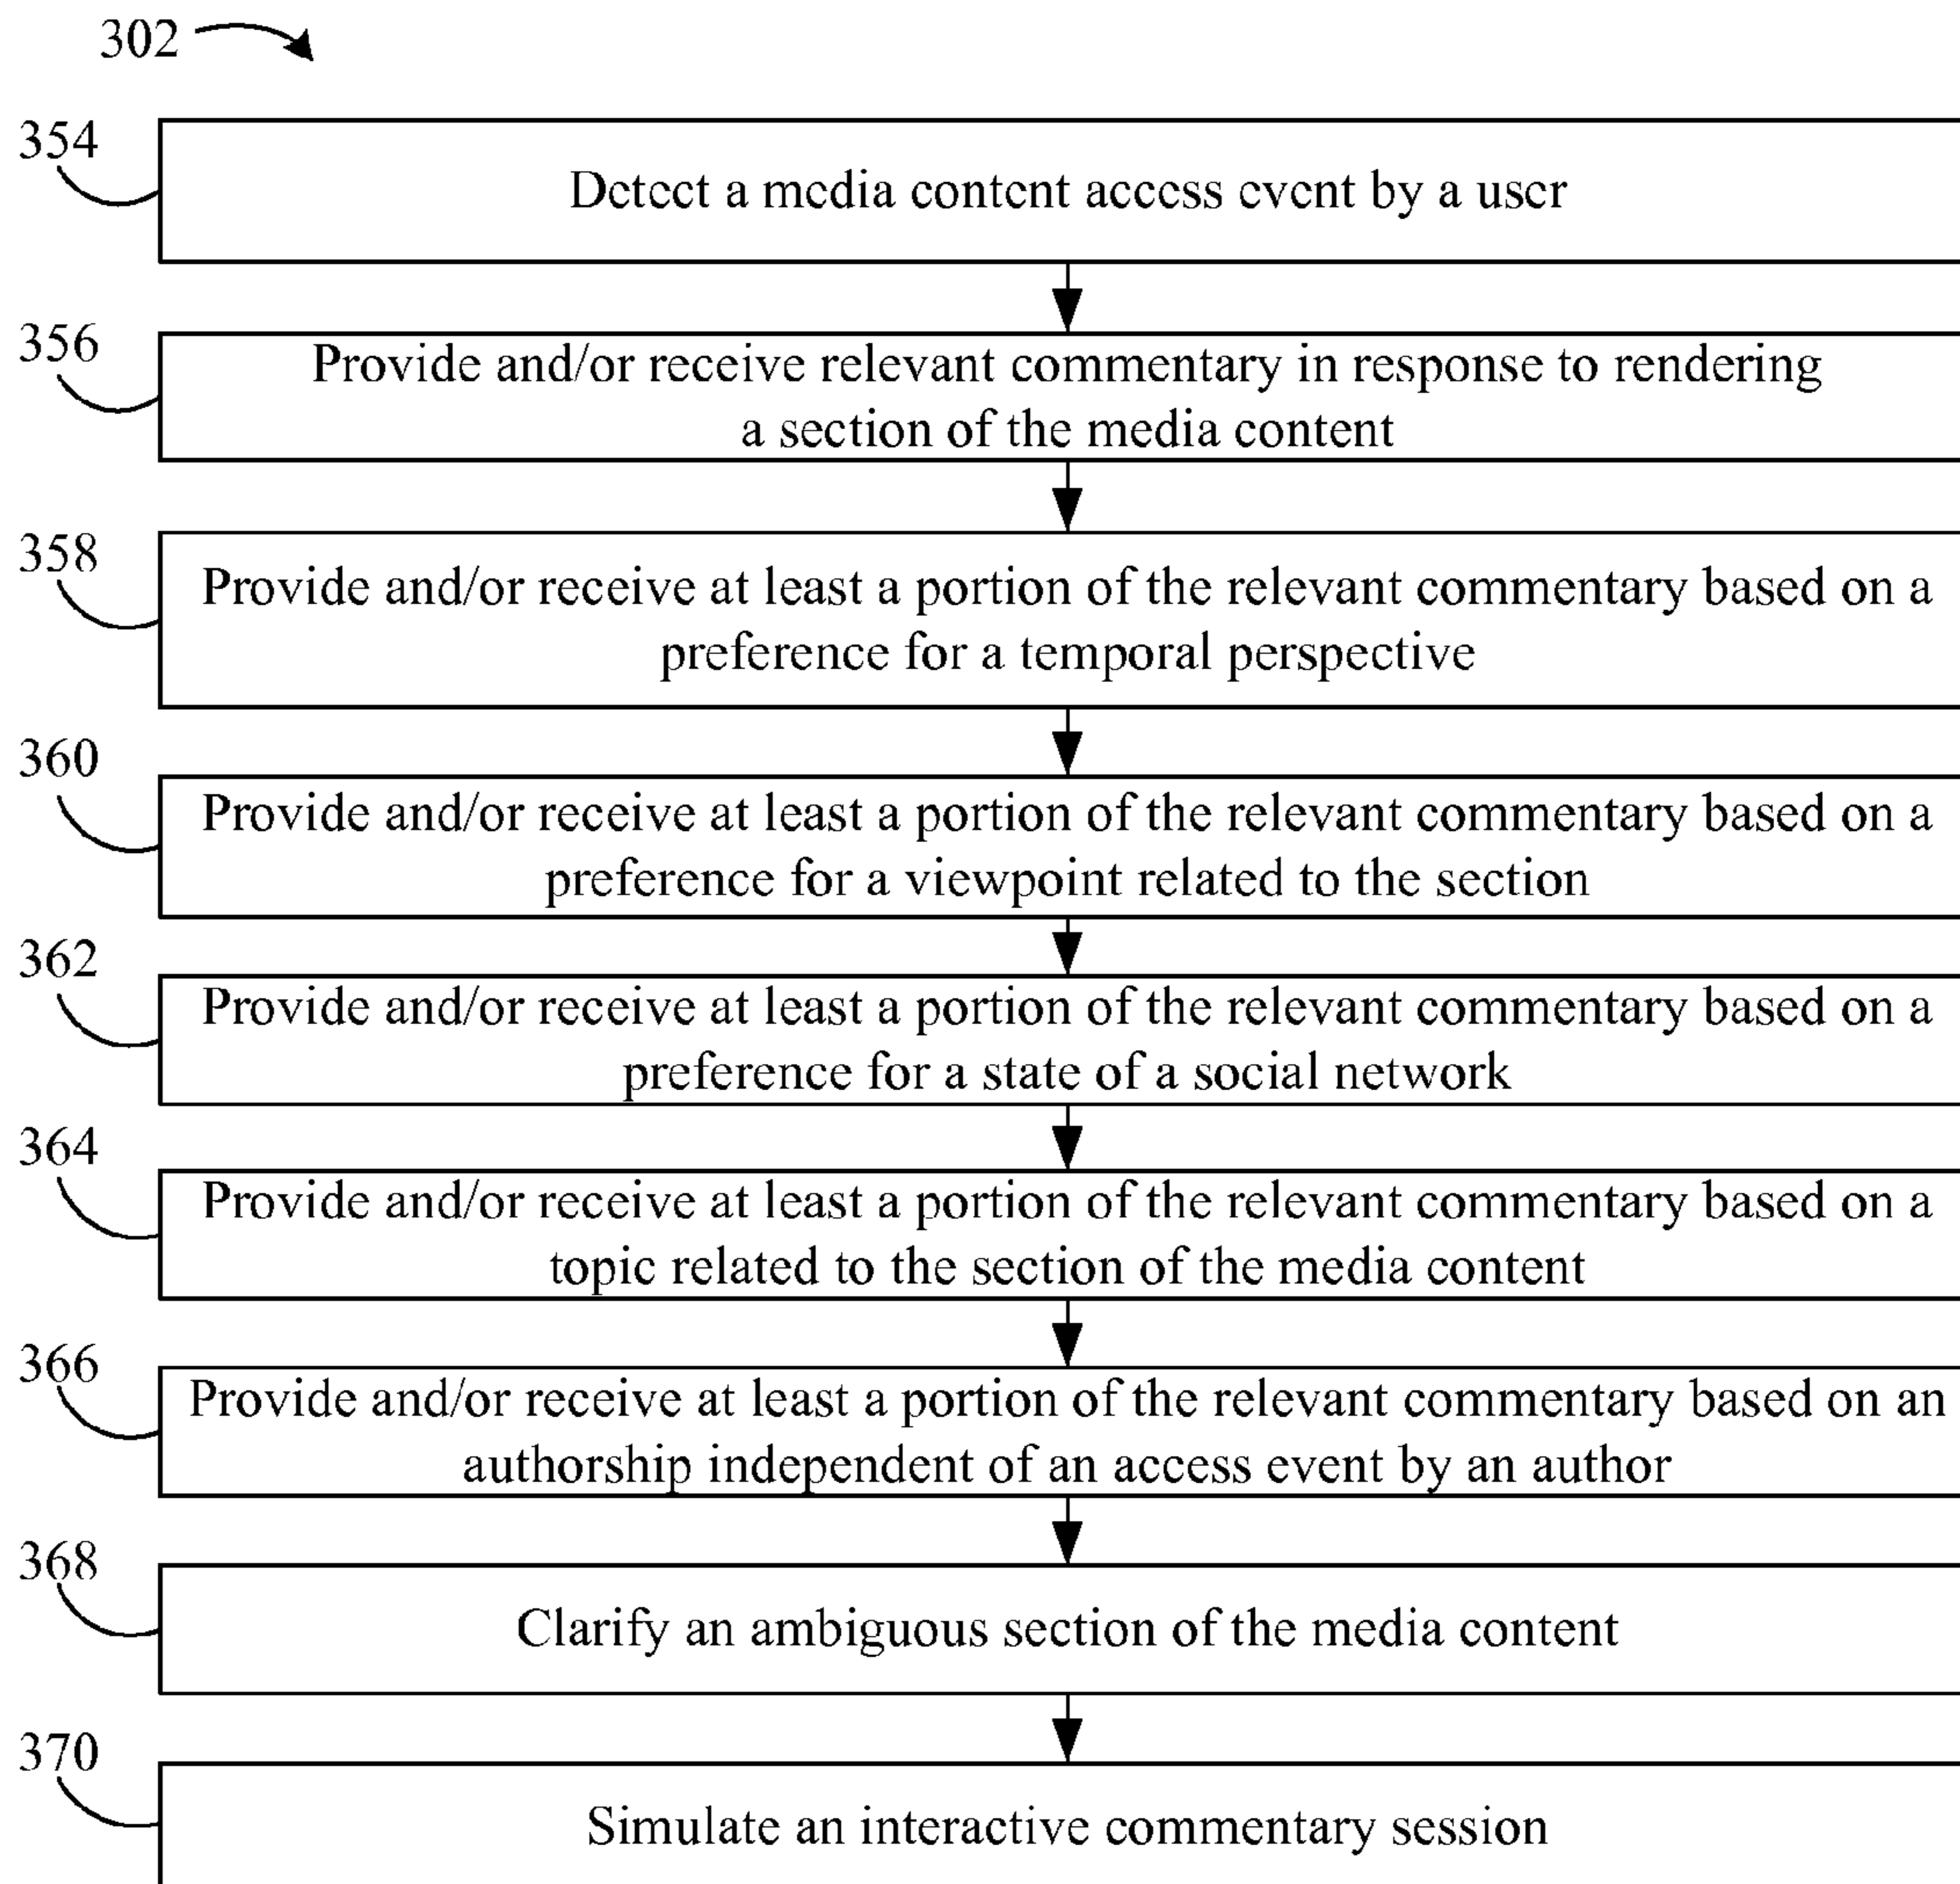 302
354
Detect a media content access event by a user
356
Provide and/or receive relevant commentary in response to rendering
a section of the media content
358
Provide and/or receive at least a portion of the relevant commentary based on a
preference for a temporal perspective
360
Provide and/or receive at least a portion of the relevant commentary based on a
preference for a viewpoint related to the section
362
Provide and/or receive at least a portion of the relevant commentary based on a
preference for a state of a social network
364
Provide and/or receive at least a portion of the relevant commentary based on a
topic related to the section of the media content
366
Provide and/or receive at least a portion of the relevant commentary based on an
authorship independent of an access event by an author
368
Clarify an ambiguous section of the media content
370
Simulate an interactive commentary session